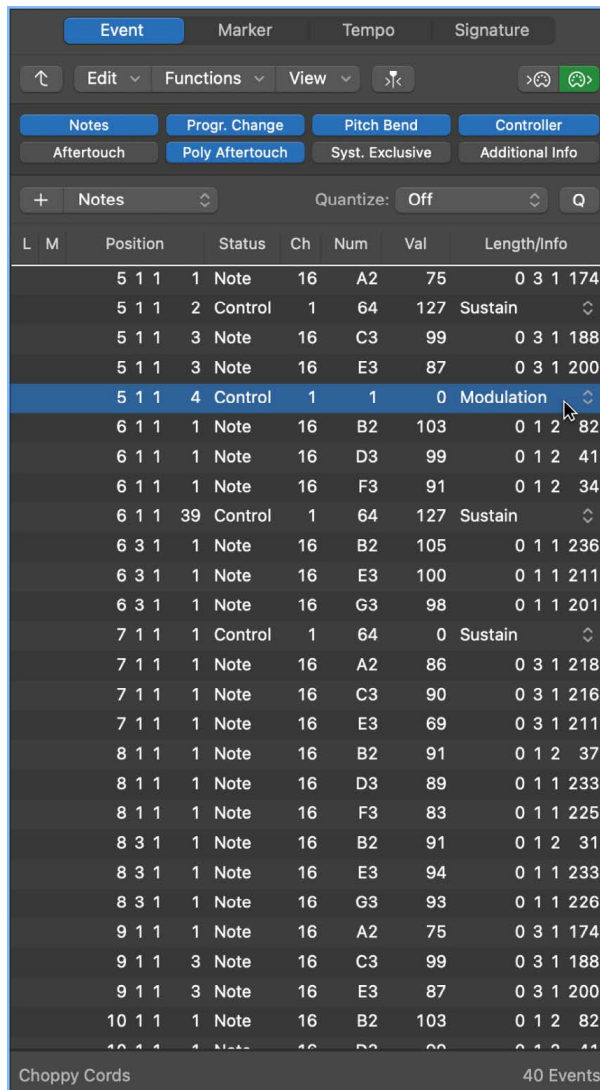 Event Marker Tempo Signature
Edit Functions View
Notes Progr. Change Pitch Bend Controller
Aftertouch Poly Aftertouch Syst. Exclusive Additional Info
+ Notes Quantize: Off Q
L M Position Status Ch Num Val Length/Info
5 1 1 1 Note 16 A2 75 0 3 1 174
5 1 1 2 Control 1 64 127 Sustain
5 1 1 3 Note 16 C3 99 0 3 1 188
5 1 1 3 Note 16 E3 87 0 3 1 200
5 1 1 4 Control 1 1 0 Modulation
6 1 1 1 Note 16 B2 103 0 1 2 82
6 1 1 1 Note 16 D3 99 0 1 2 41
6 1 1 1 Note 16 F3 91 0 1 2 34
6 1 1 39 Control 1 64 127 Sustain
6 3 1 1 Note 16 B2 105 0 1 1 236
6 3 1 1 Note 16 E3 100 0 1 1 211
6 3 1 1 Note 16 G3 98 0 1 1 201
7 1 1 1 Control 1 64 0 Sustain
7 1 1 1 Note 16 A2 86 0 3 1 218
7 1 1 1 Note 16 C3 90 0 3 1 216
7 1 1 1 Note 16 E3 69 0 3 1 211
8 1 1 1 Note 16 B2 91 0 1 2 37
8 1 1 1 Note 16 D3 89 0 1 1 233
8 1 1 1 Note 16 F3 83 0 1 1 225
8 3 1 1 Note 16 B2 91 0 1 2 31
8 3 1 1 Note 16 E3 94 0 1 1 233
8 3 1 1 Note 16 G3 93 0 1 1 226
9 1 1 1 Note 16 A2 75 0 3 1 174
9 1 1 3 Note 16 C3 99 0 3 1 188
9 1 1 3 Note 16 E3 87 0 3 1 200
10 1 1 1 Note 16 B2 103 0 1 2 82
Choppy Cords 40 Events